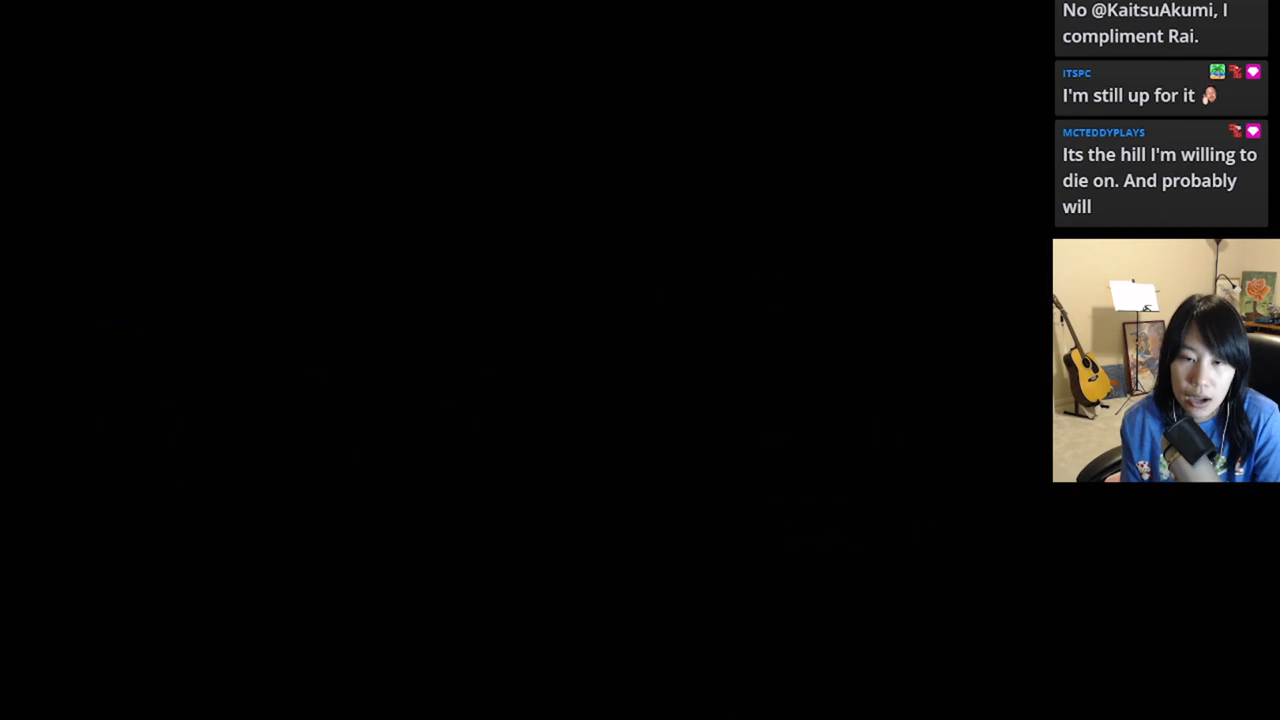 No @KaitsuAkumi, I
compliment Rai.
ITSPC
I'm still up for it
MCTEDDYPLAYS
Its the hill I'm willing to
die on. And probably
will